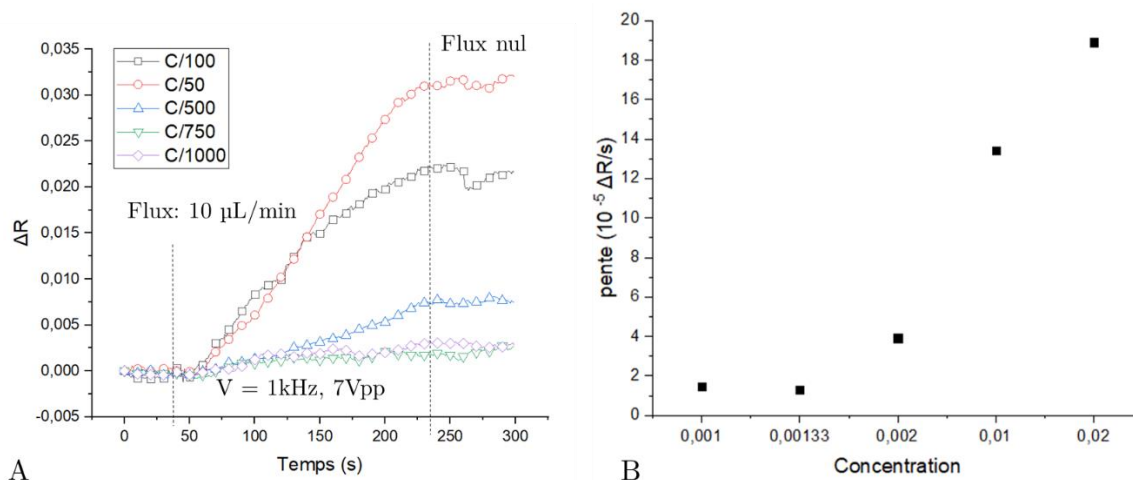 Flux nul
C/100
C/50
C/500
C/750
C/1000
Flux: 10 µL/min
V = 1kHz, 7Vpp
0,035
0,030
0,025
0,020
0,015
0,010
0,005
0,000
-0,005
ΔR
0 50 100 150 200 250 300
Temps (s)
A
20
18
16
14
12
10
8
6
4
2
0
pente (10 -5 ΔR/s)
0,001 0,00133 0,002 0,01 0,02
Concentration
B